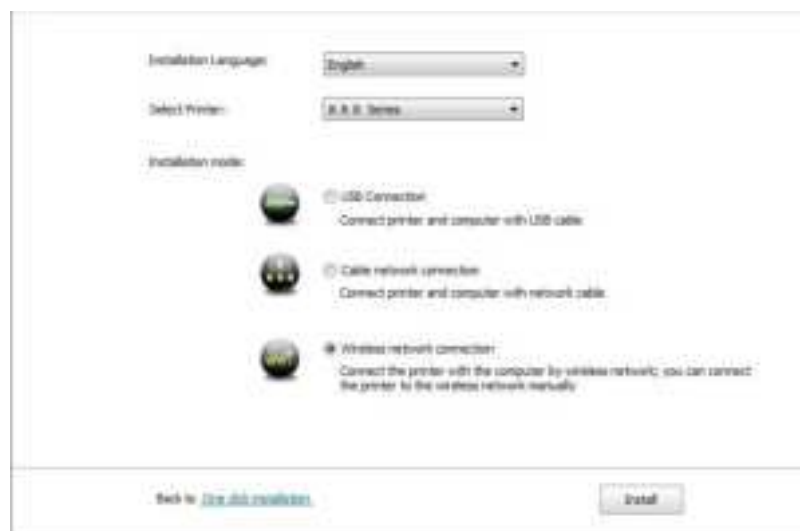 Installation Language:
English
Select Printer:
Series
Installation mode:
USB Connection
Connect printer and computer with USB cable
Cable network connection
Connect printer and computer with network cable
Wireless network connection
Connect the printer with the computer by wireless network; you can connect
the printer to the wireless network manually
Back to One click installation
Install